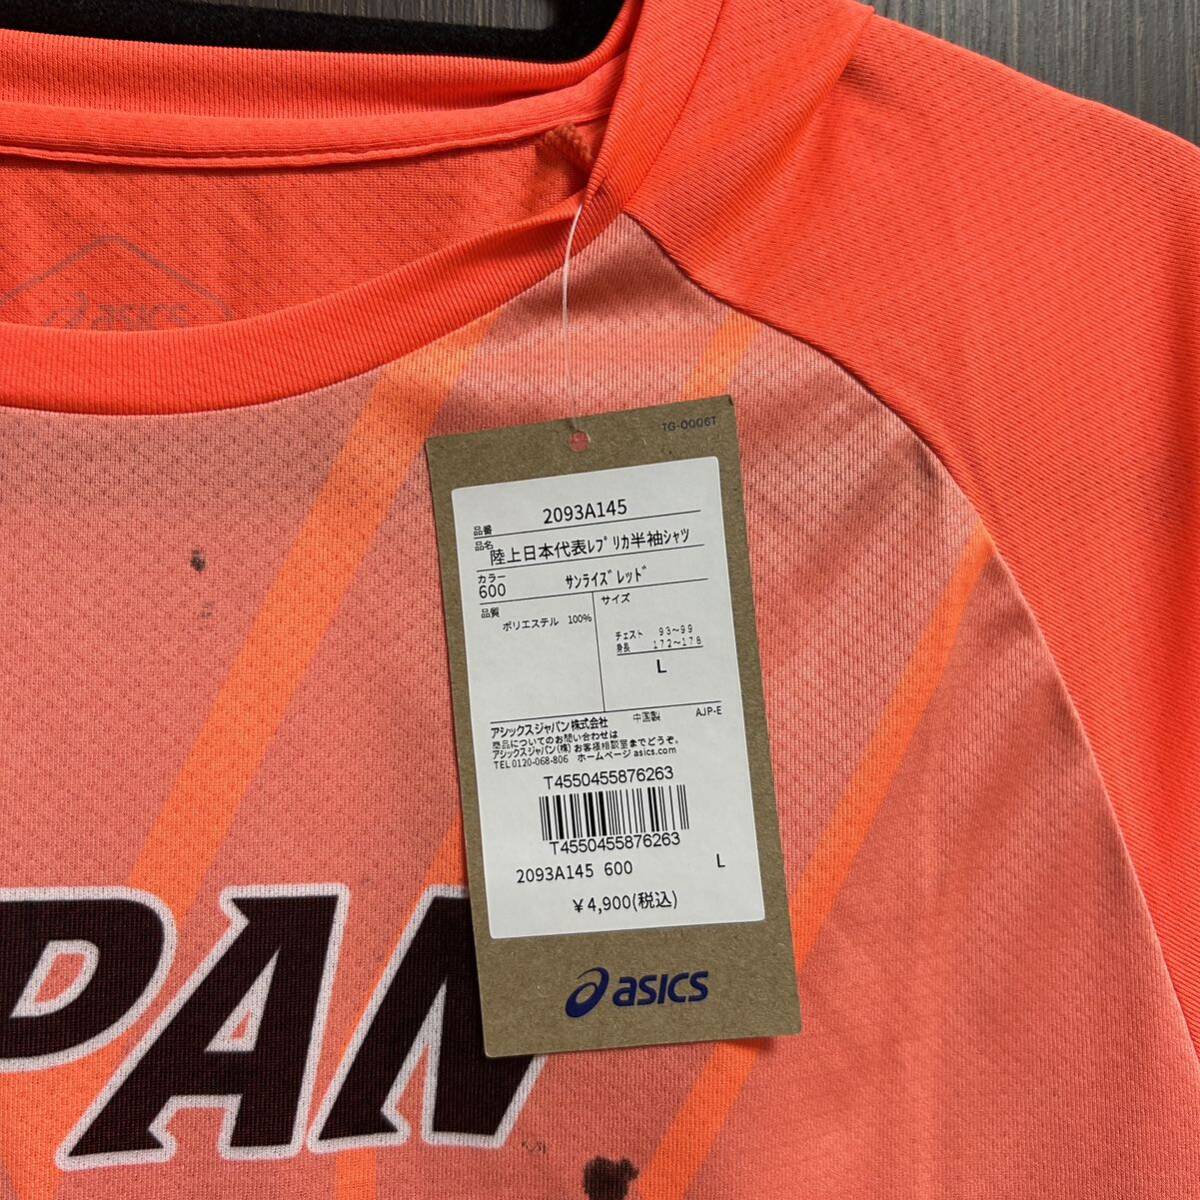 asics
TG-0006T
品番 2093A145
品名 陸上日本代表ﾚﾌﾟﾘｶ半袖ｼｬﾂ
カラー
600 ｻﾝﾗｲｽﾞﾚｯﾄﾞ
品質 サイズ
ポリエステル 100%
チェスト 93～99
身長 172～178
L
アシックスジャパン株式会社 中国製 AJP-E
商品についてのお問い合わせは
アシックスジャパン(株)お客様相談室までどうぞ。
TEL0120-068-806 ホームページasics.com
T4550455876263
T4550455876263
2093A145 600 L
￥4,900(税込)
asics
PAN